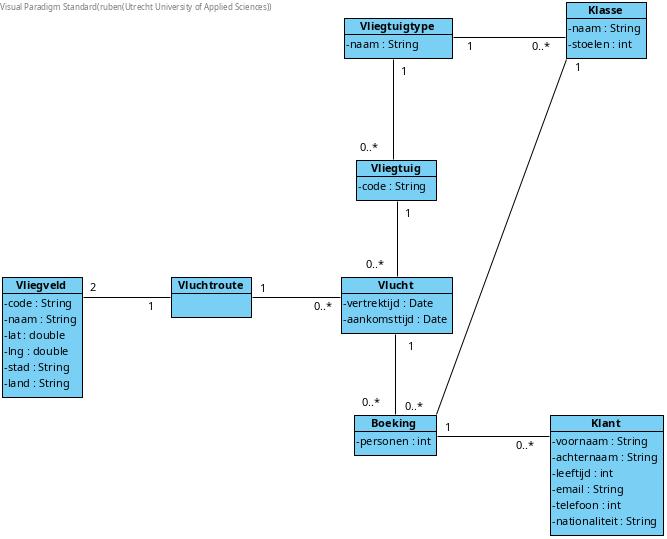 Visual Paradigm Standard(ruben(Utrecht University of Applied Sciences))
Vliegtuigtype
-naam : String
1
0..*
1
Klasse
-naam : String
-stoelen : int
1
0..*
Vliegtuig
-code : String
1
0..*
Vliegveld
-code : String
-naam : String
-lat : double
-lng : double
-stad : String
-land : String
2
1
Vluchtroute
1
0..*
Vlucht
-vertrektijd : Date
-aankomsttijd : Date
1
0..*
0..*
Boeking
-personen : int
1
0..*
Klant
-voornaam : String
-achternaam : String
-leeftijd : int
-email : String
-telefoon : int
-nationaliteit : String